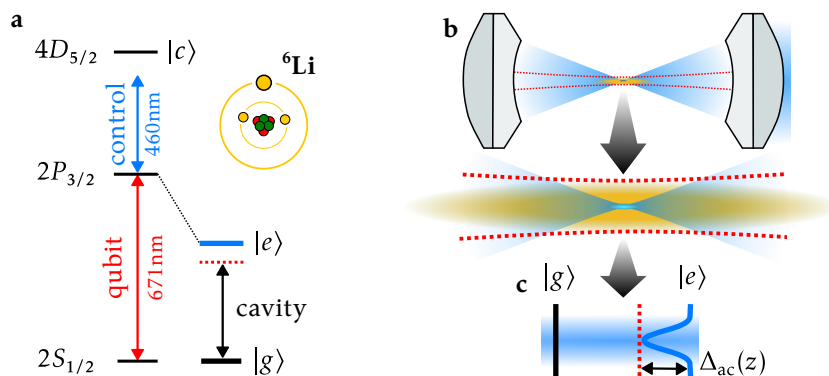 a
4D5/2
|c⟩
6Li
control
460nm
2P3/2
qubit
671nm
|e⟩
cavity
2S1/2
|g⟩
b
c
|g⟩
|e⟩
Δac(z)